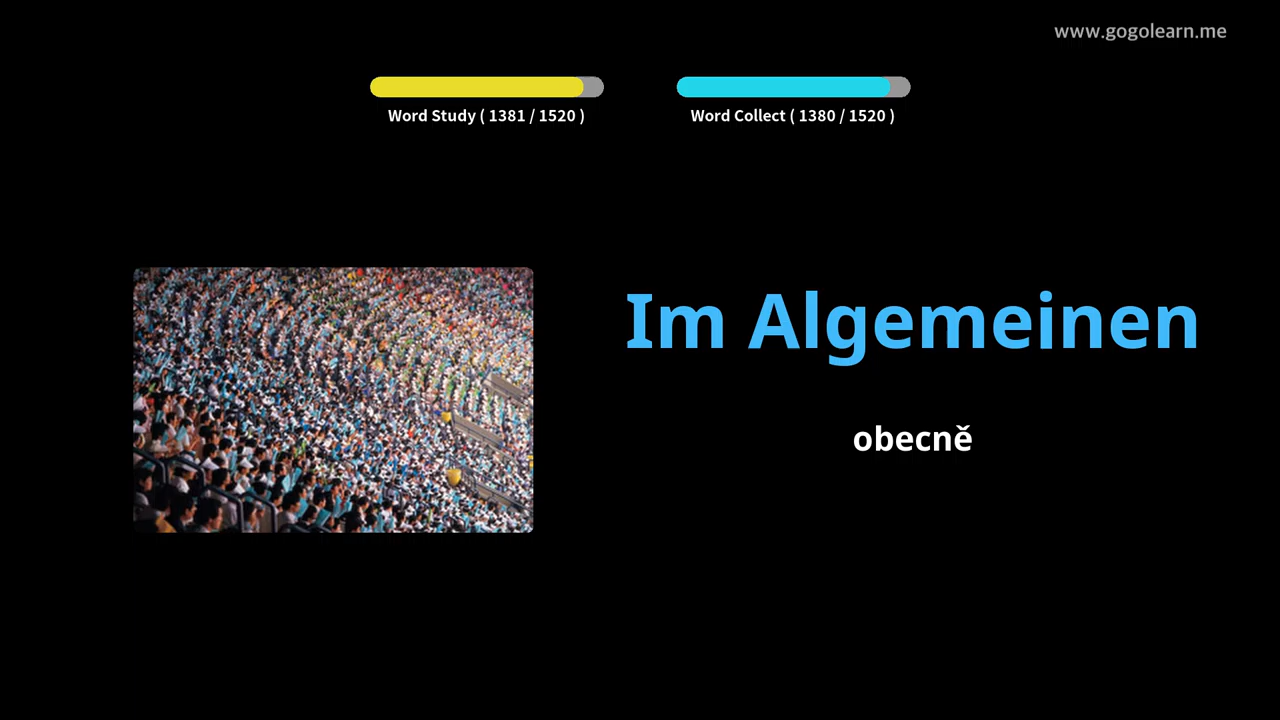 www.gogolearn.me
Word Study ( 1381 / 1520 )
Word Collect ( 1380 / 1520 )
Im Algemeinen
obecně